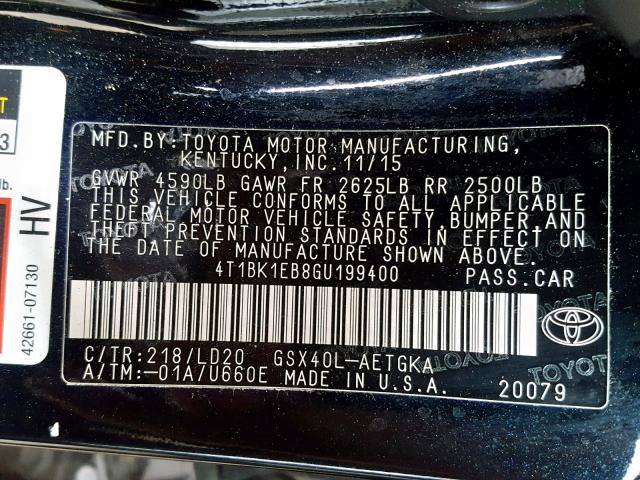 MFD.BY:TOYOTA MOTOR MANUFACTURING,
KENTUCKY, INC. 11/15
GVWR 4590LB GAWR FR 2625LB RR 2500LB
THIS VEHICLE CONFORMS TO ALL APPLICABLE
FEDERAL MOTOR VEHICLE SAFETY,BUMPER,AND
THEFT PREVENTION STANDARDS IN EFFECT ON
THE DATE OF MANUFACTURE SHOWN ABOVE.
4T1BK1EB8GU199400 PASS.CAR
C/TR:218/LD20 GSX40L-AETGKA
A/TM:-01A/U660E MADE IN U.S.A. 20079
HV
42661-07130
3
lb.